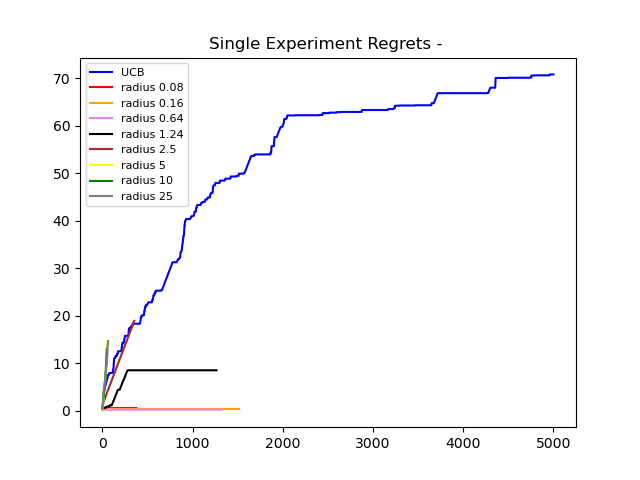 Single Experiment Regrets -
UCB
radius 0.08
radius 0.16
radius 0.64
radius 1.24
radius 2.5
radius 5
radius 10
radius 25
70
60
50
40
30
20
10
0
0 1000 2000 3000 4000 5000